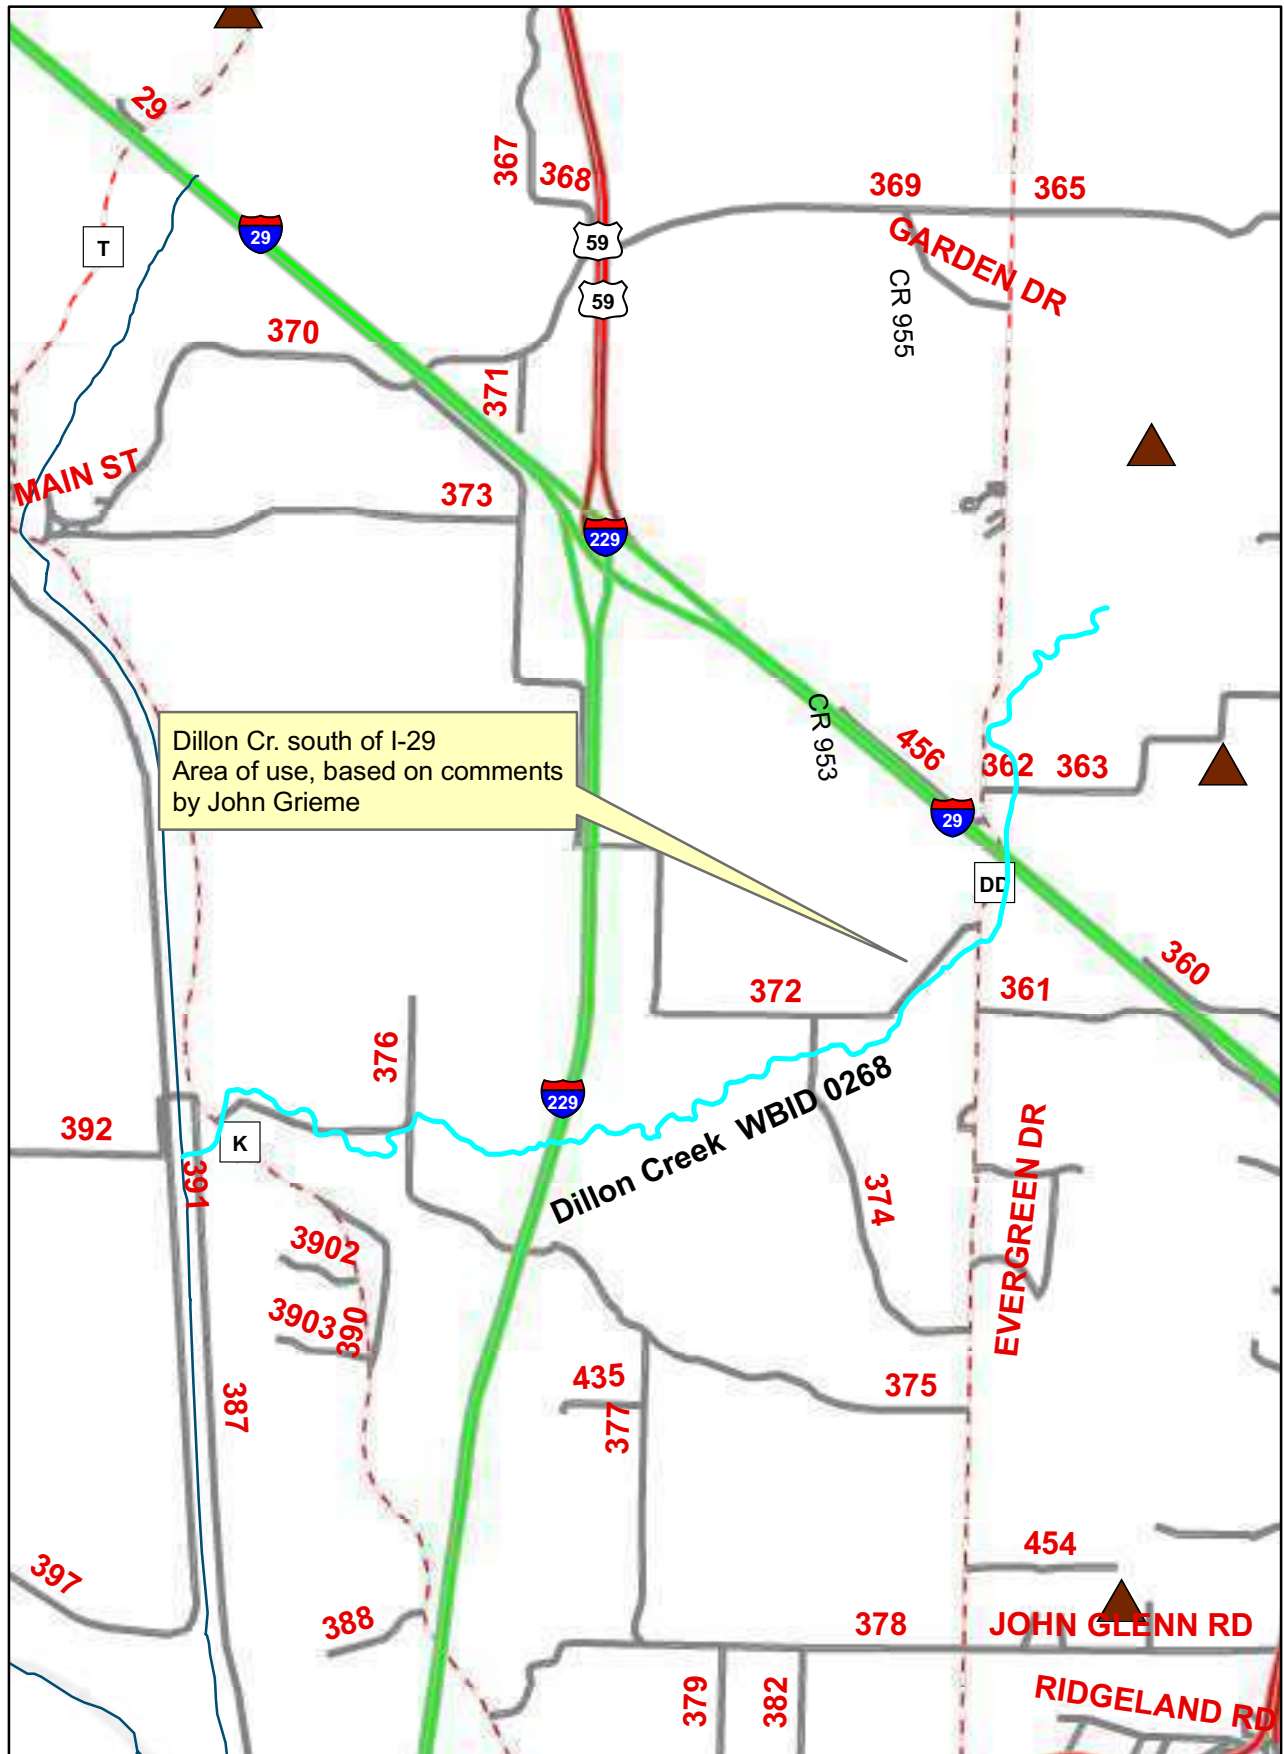 29
367
368
369
365
T
29
59
GARDEN DR
59
CR 955
370
371
MAIN ST
373
229
Dillon Cr. south of I-29
Area of use, based on comments
by John Grieme
CR 953
456
362
363
29
DD
360
372
361
376
229
Dillon Creek WBID 0268
392
K
391
EVERGREEN DR
374
3902
3903
390
435
375
387
377
454
397
388
378
JOHN GLENN RD
379
382
RIDGELAND RD